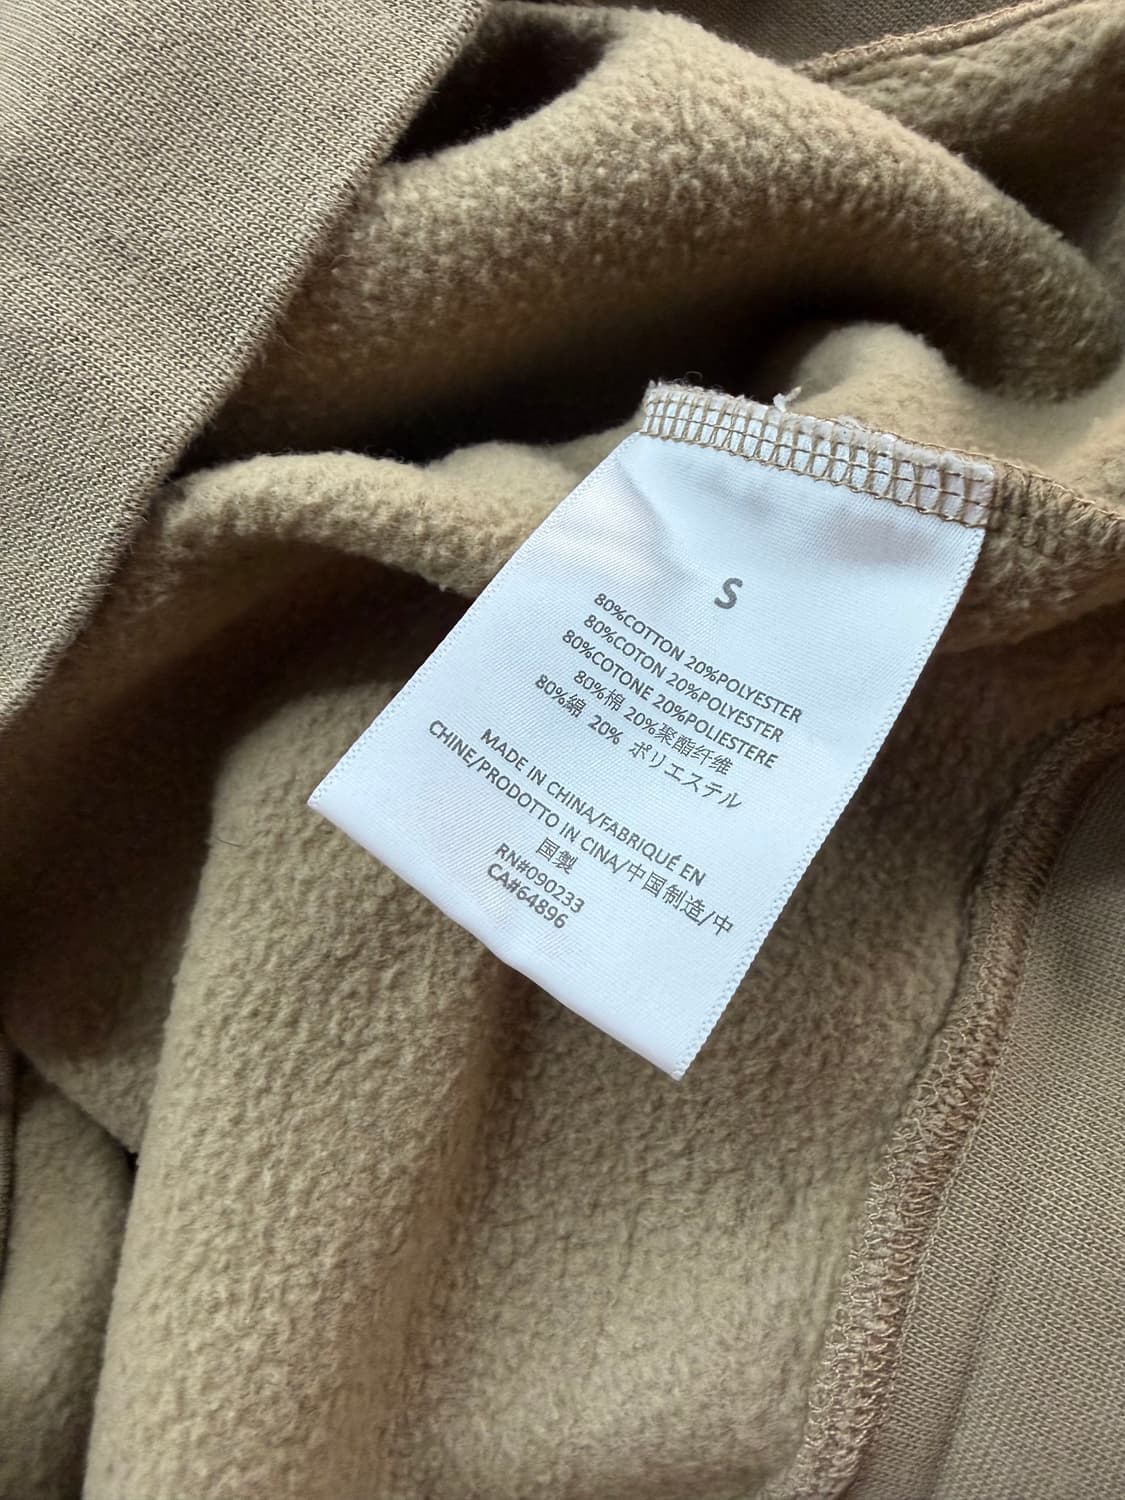 S
80%COTTON 20%POLYESTER
80%COTON 20%POLYESTER
80%COTONE 20%POLIESTERE
80%棉 20%聚酯纤维
80%綿 20% ポリエステル
MADE IN CHINA/FABRIQUÉ EN
CHINE/PRODOTTO IN CINA/中国制造/中
国製
RN#090233
CA#64896